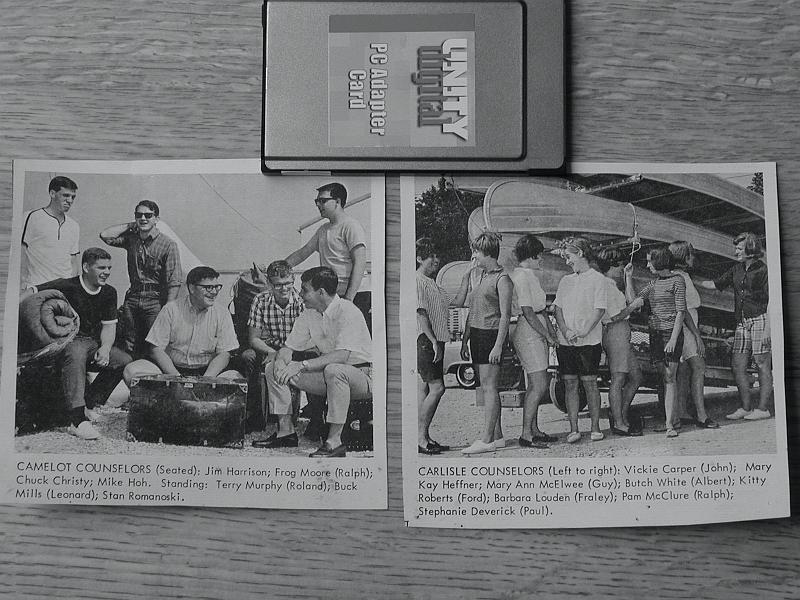 UNITY
digital
PC Adapter
Card
CAMELOT COUNSELORS (Seated): Jim Harrison; Frog Moore (Ralph);
Chuck Christy; Mike Hoh. Standing: Terry Murphy (Roland); Buck
Mills (Leonard); Stan Romanoski.
CARLISLE COUNSELORS (Left to right): Vickie Carper (John); Mary
Kay Heffner; Mary Ann McElwee (Guy); Butch White (Albert); Kitty
Roberts (Ford); Barbara Louden (Fraley); Pam McClure (Ralph);
Stephanie Deverick (Paul).